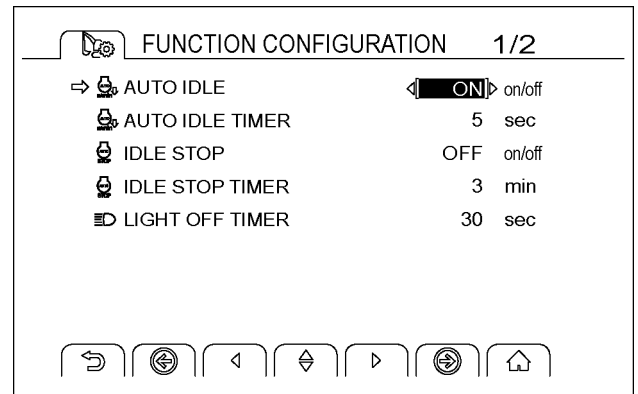 FUNCTION CONFIGURATION 1/2
AUTO IDLE ON on/off
AUTO IDLE TIMER 5 sec
IDLE STOP OFF on/off
IDLE STOP TIMER 3 min
LIGHT OFF TIMER 30 sec